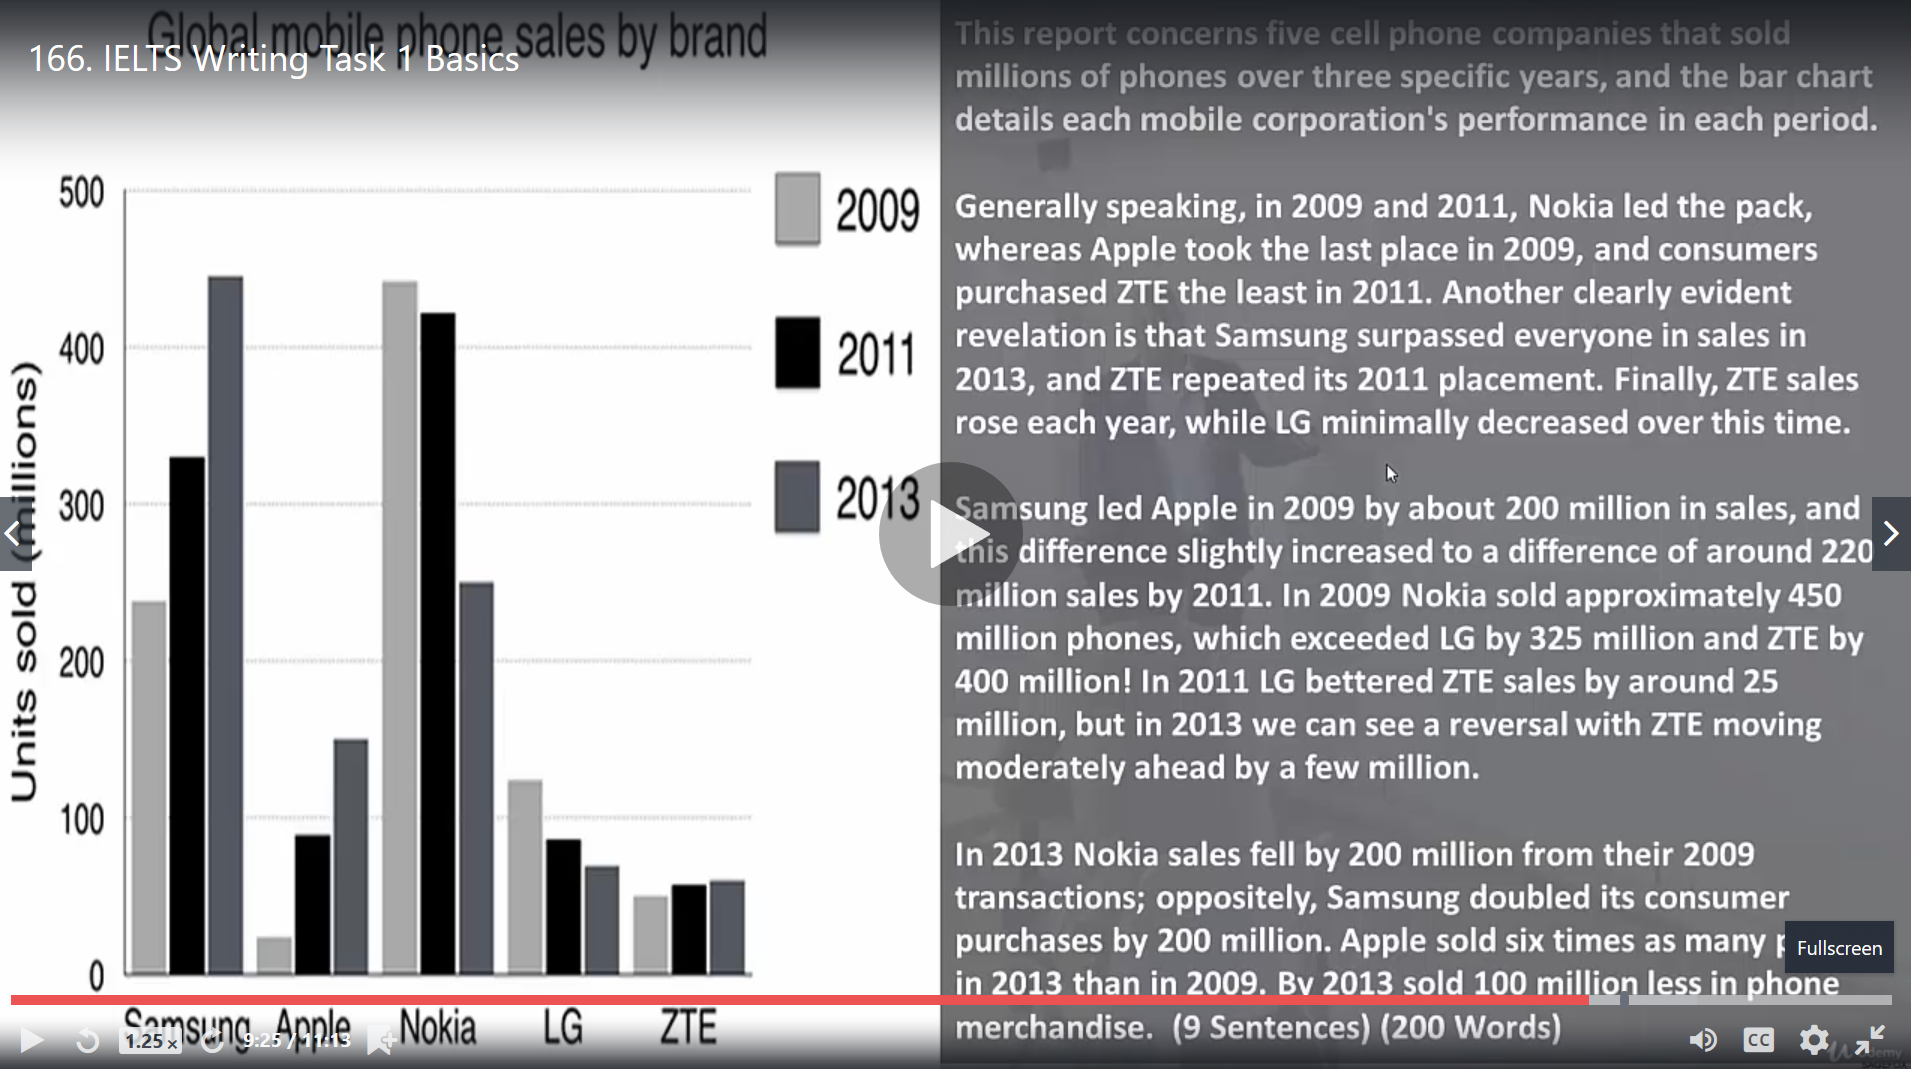 Global mobile phone sales by brand
166. IELTS Writing Task 1 Basics
500
400
300
200
100
0
Units sold (millions)
Samsung Apple Nokia LG ZTE
2009
2011
2013
This report concerns five cell phone companies that sold
millions of phones over three specific years, and the bar chart
details each mobile corporation's performance in each period.
Generally speaking, in 2009 and 2011, Nokia led the pack,
whereas Apple took the last place in 2009, and consumers
purchased ZTE the least in 2011. Another clearly evident
revelation is that Samsung surpassed everyone in sales in
2013, and ZTE repeated its 2011 placement. Finally, ZTE sales
rose each year, while LG minimally decreased over this time.
Samsung led Apple in 2009 by about 200 million in sales, and
this difference slightly increased to a difference of around 220
million sales by 2011. In 2009 Nokia sold approximately 450
million phones, which exceeded LG by 325 million and ZTE by
400 million! In 2011 LG bettered ZTE sales by around 25
million, but in 2013 we can see a reversal with ZTE moving
moderately ahead by a few million.
In 2013 Nokia sales fell by 200 million from their 2009
transactions; oppositely, Samsung doubled its consumer
purchases by 200 million. Apple sold six times as many
in 2013 than in 2009. By 2013 sold 100 million less in phone
merchandise. (9 Sentences) (200 Words)
Fullscreen
1.25 x
9:25 / 11:13
CC
Udemy